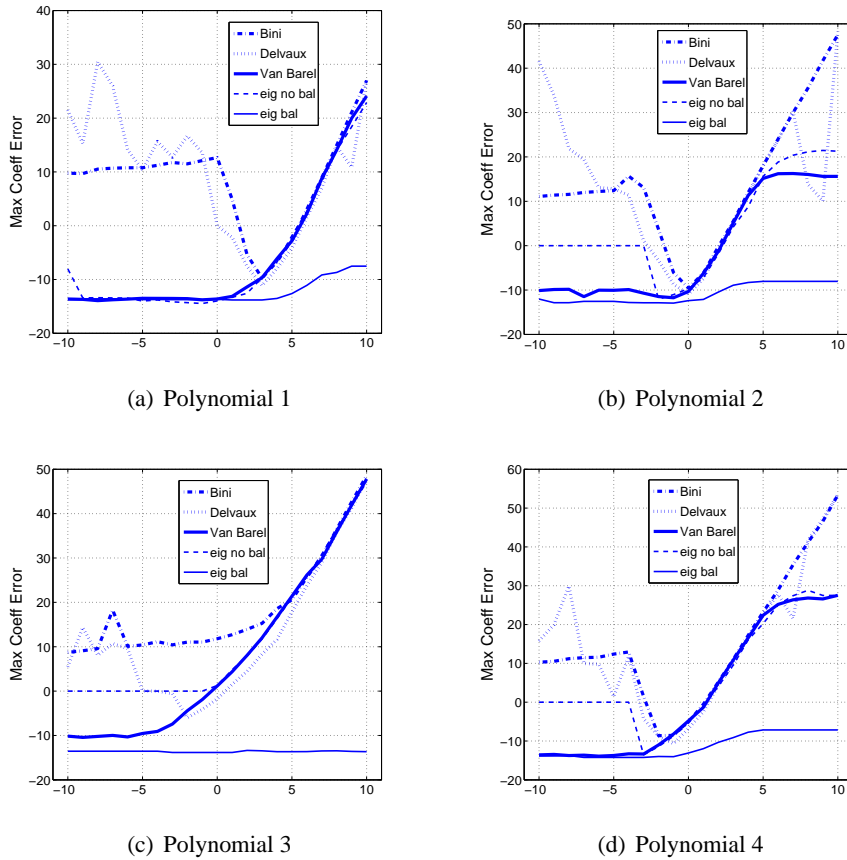 Max Coeff Error
40
30
20
10
0
−10
−20
−10
−5
0
5
10
Bini
Delvaux
Van Barel
eig no bal
eig bal
(a) Polynomial 1
Max Coeff Error
50
40
30
20
10
0
−10
−20
−10
−5
0
5
10
Bini
Delvaux
Van Barel
eig no bal
eig bal
(b) Polynomial 2
Max Coeff Error
50
40
30
20
10
0
−10
−20
−10
−5
0
5
10
Bini
Delvaux
Van Barel
eig no bal
eig bal
(c) Polynomial 3
Max Coeff Error
60
50
40
30
20
10
0
−10
−20
−10
−5
0
5
10
Bini
Delvaux
Van Barel
eig no bal
eig bal
(d) Polynomial 4